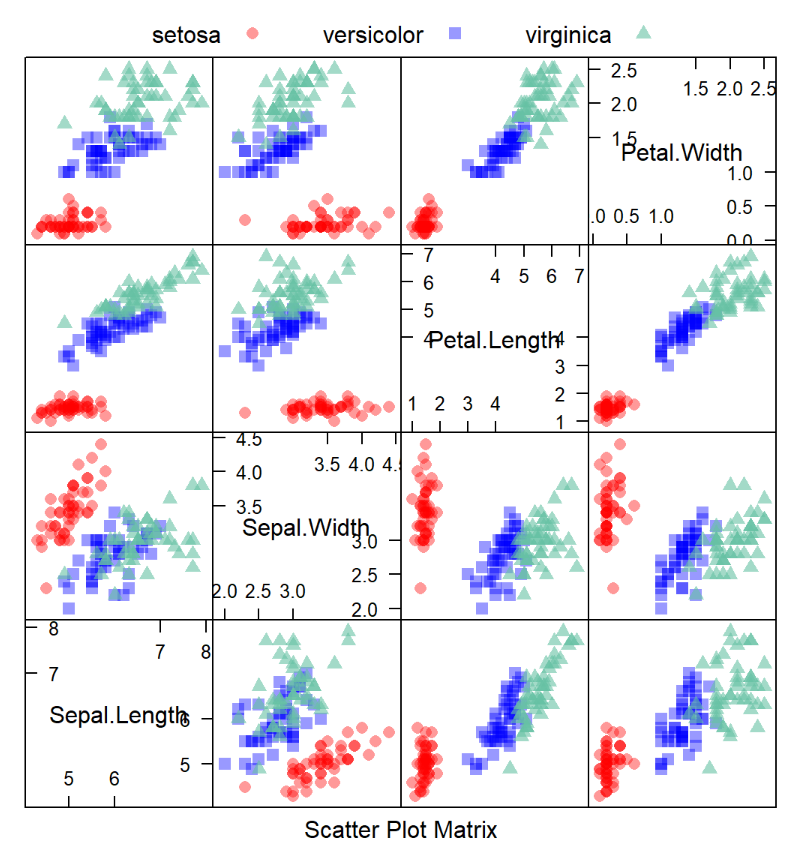 setosa versicolor virginica
2.5
1.5 2.0 2.5
2.0
1.5
Petal.Width
1.0
.0 0.5 1.0
0.5
0.0
7
4 5 6 7
6
5
4 Petal.Length 4
3
2
1 2 3 4
1
4.5
3.5 4.0 4.5
4.0
3.5
Sepal.Width
3.0
2.5
2.0 2.5 3.0
2.0
8
7 8
7
Sepal.Length 6
5
5 6
Scatter Plot Matrix